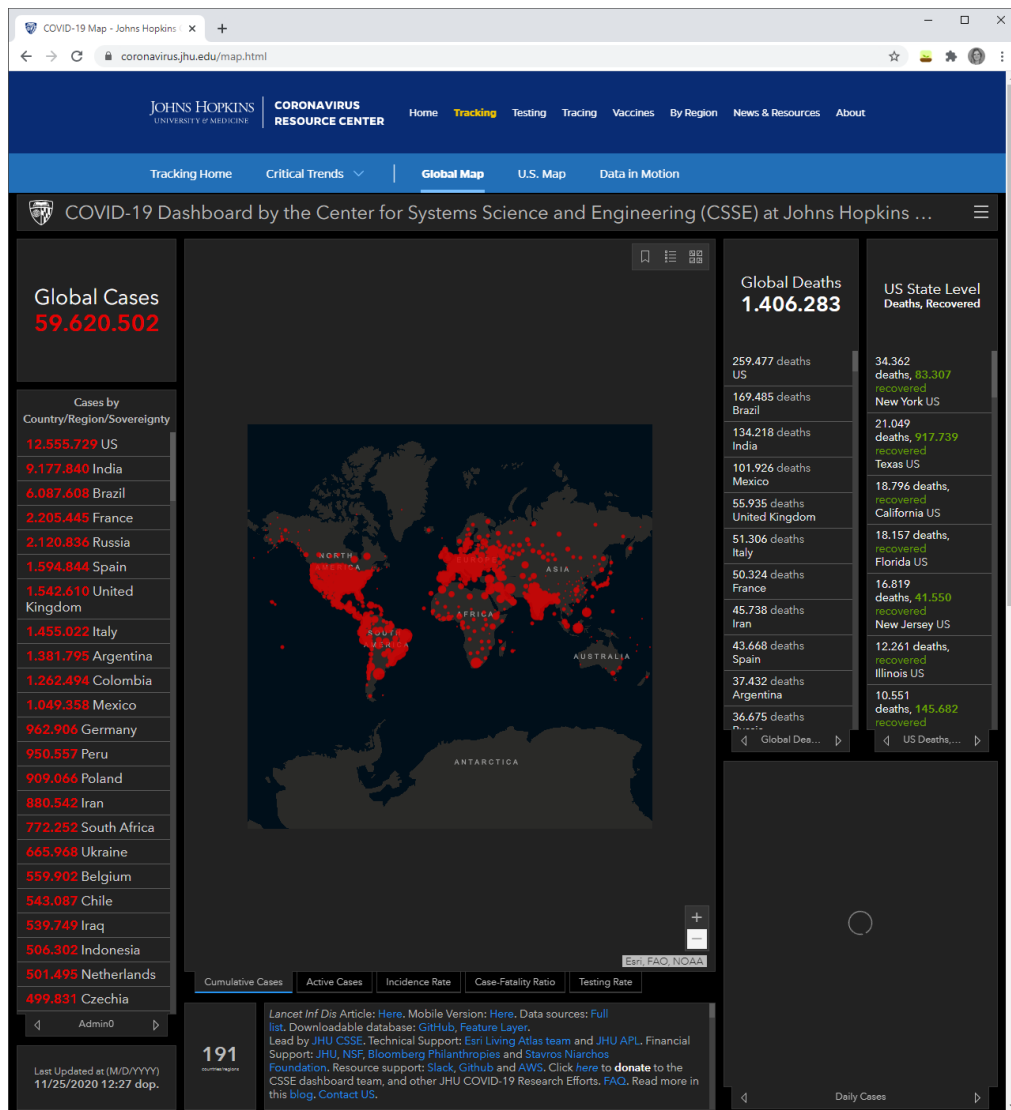 COVID-19 Map - Johns Hopkins
coronavirus.jhu.edu/map.html
JOHNS HOPKINS
UNIVERSITY & MEDICINE
CORONAVIRUS
RESOURCE CENTER
Home Tracking Testing Tracing Vaccines By Region News & Resources About
Tracking Home Critical Trends Global Map U.S. Map Data in Motion
COVID-19 Dashboard by the Center for Systems Science and Engineering (CSSE) at Johns Hopkins ...
Global Cases
59.620.502
Cases by
Country/Region/Sovereignty
12.555.729 US
9.177.840 India
6.087.608 Brazil
2.205.445 France
2.120.836 Russia
1.594.844 Spain
1.542.610 United
Kingdom
1.455.022 Italy
1.381.795 Argentina
1.262.494 Colombia
1.049.358 Mexico
962.906 Germany
950.557 Peru
909.066 Poland
880.542 Iran
772.252 South Africa
665.968 Ukraine
559.902 Belgium
543.087 Chile
539.749 Iraq
506.302 Indonesia
501.495 Netherlands
499.831 Czechia
Admin0
Last Updated at (M/D/YYYY)
11/25/2020 12:27 dop.
NORTH
AMERICA
EUROPE
ASIA
AFRICA
SOUTH
AMERICA
AUSTRALIA
ANTARCTICA
Esri, FAO, NOAA
Cumulative Cases Active Cases Incidence Rate Case-Fatality Ratio Testing Rate
191
countries/regions
Lancet Inf Dis Article: Here. Mobile Version: Here. Data sources: Full
list. Downloadable database: GitHub, Feature Layer.
Lead by JHU CSSE. Technical Support: Esri Living Atlas team and JHU APL. Financial
Support: JHU, NSF, Bloomberg Philanthropies and Stavros Niarchos
Foundation. Resource support: Slack, Github and AWS. Click here to donate to the
CSSE dashboard team, and other JHU COVID-19 Research Efforts. FAQ. Read more in
this blog. Contact US.
Global Deaths
1.406.283
259.477 deaths
US
169.485 deaths
Brazil
134.218 deaths
India
101.926 deaths
Mexico
55.935 deaths
United Kingdom
51.306 deaths
Italy
50.324 deaths
France
45.738 deaths
Iran
43.668 deaths
Spain
37.432 deaths
Argentina
36.675 deaths
Russia
Global Dea...
US State Level
Deaths, Recovered
34.362
deaths, 83.307
recovered
New York US
21.049
deaths, 917.739
recovered
Texas US
18.796 deaths,
recovered
California US
18.157 deaths,
recovered
Florida US
16.819
deaths, 41.550
recovered
New Jersey US
12.261 deaths,
recovered
Illinois US
10.551
deaths, 145.682
recovered
US Deaths,...
Daily Cases